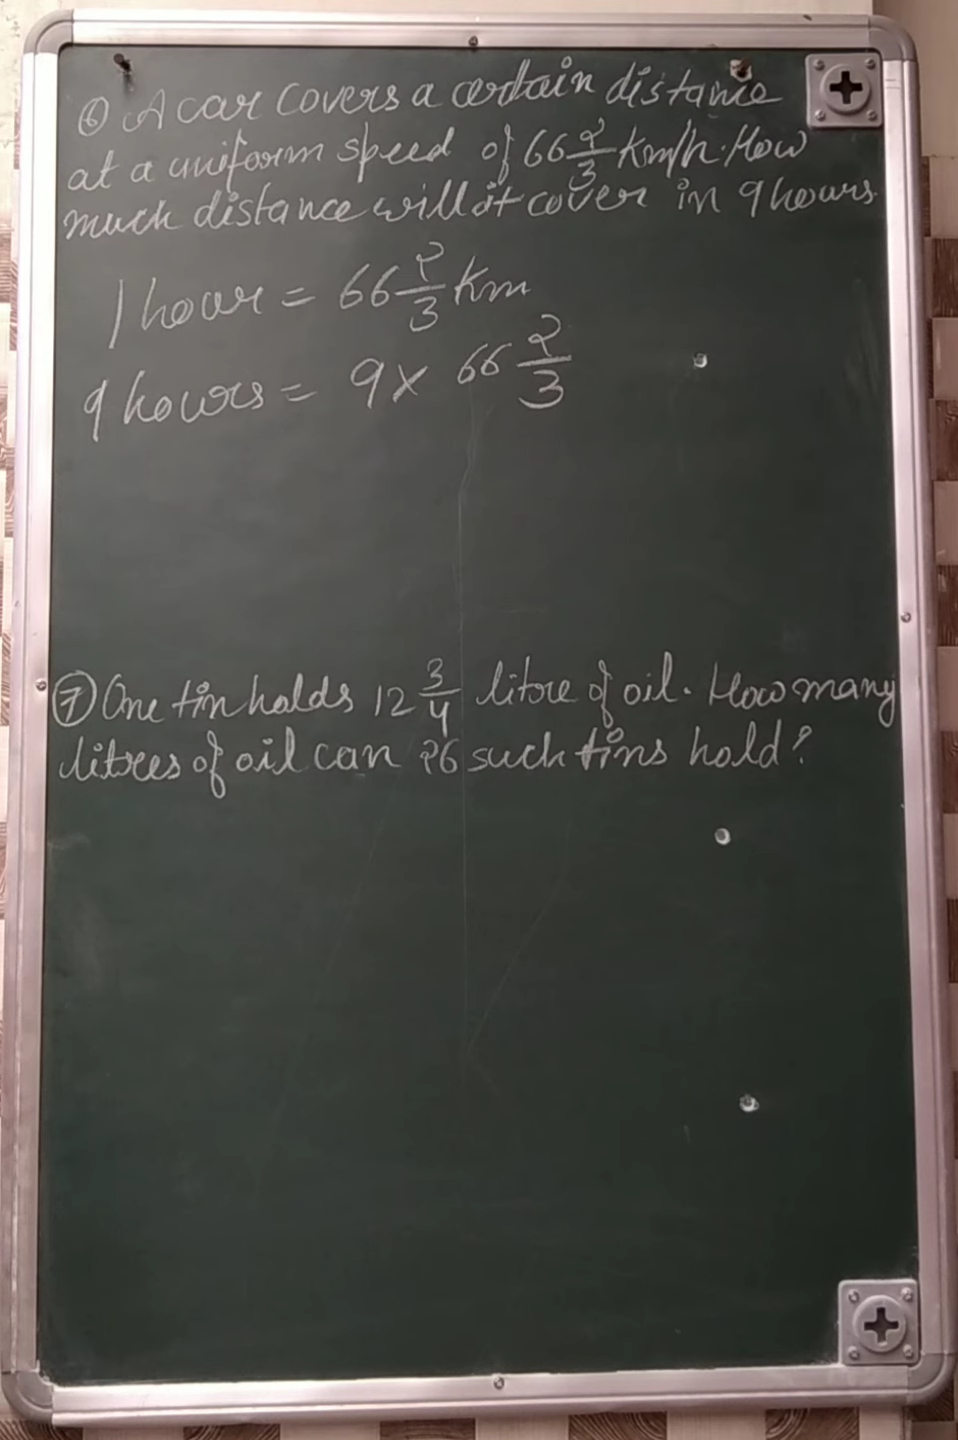 ⑥ A car covers a certain distance
at a uniform speed of 66 2/3 Km/h. How
much distance will it cover in 9 hours.
1 hour = 66 2/3 Km
9 hours = 9 × 66 2/3
⑦ One tin holds 12 3/4 litre of oil. How many
litres of oil can 26 such tins hold?